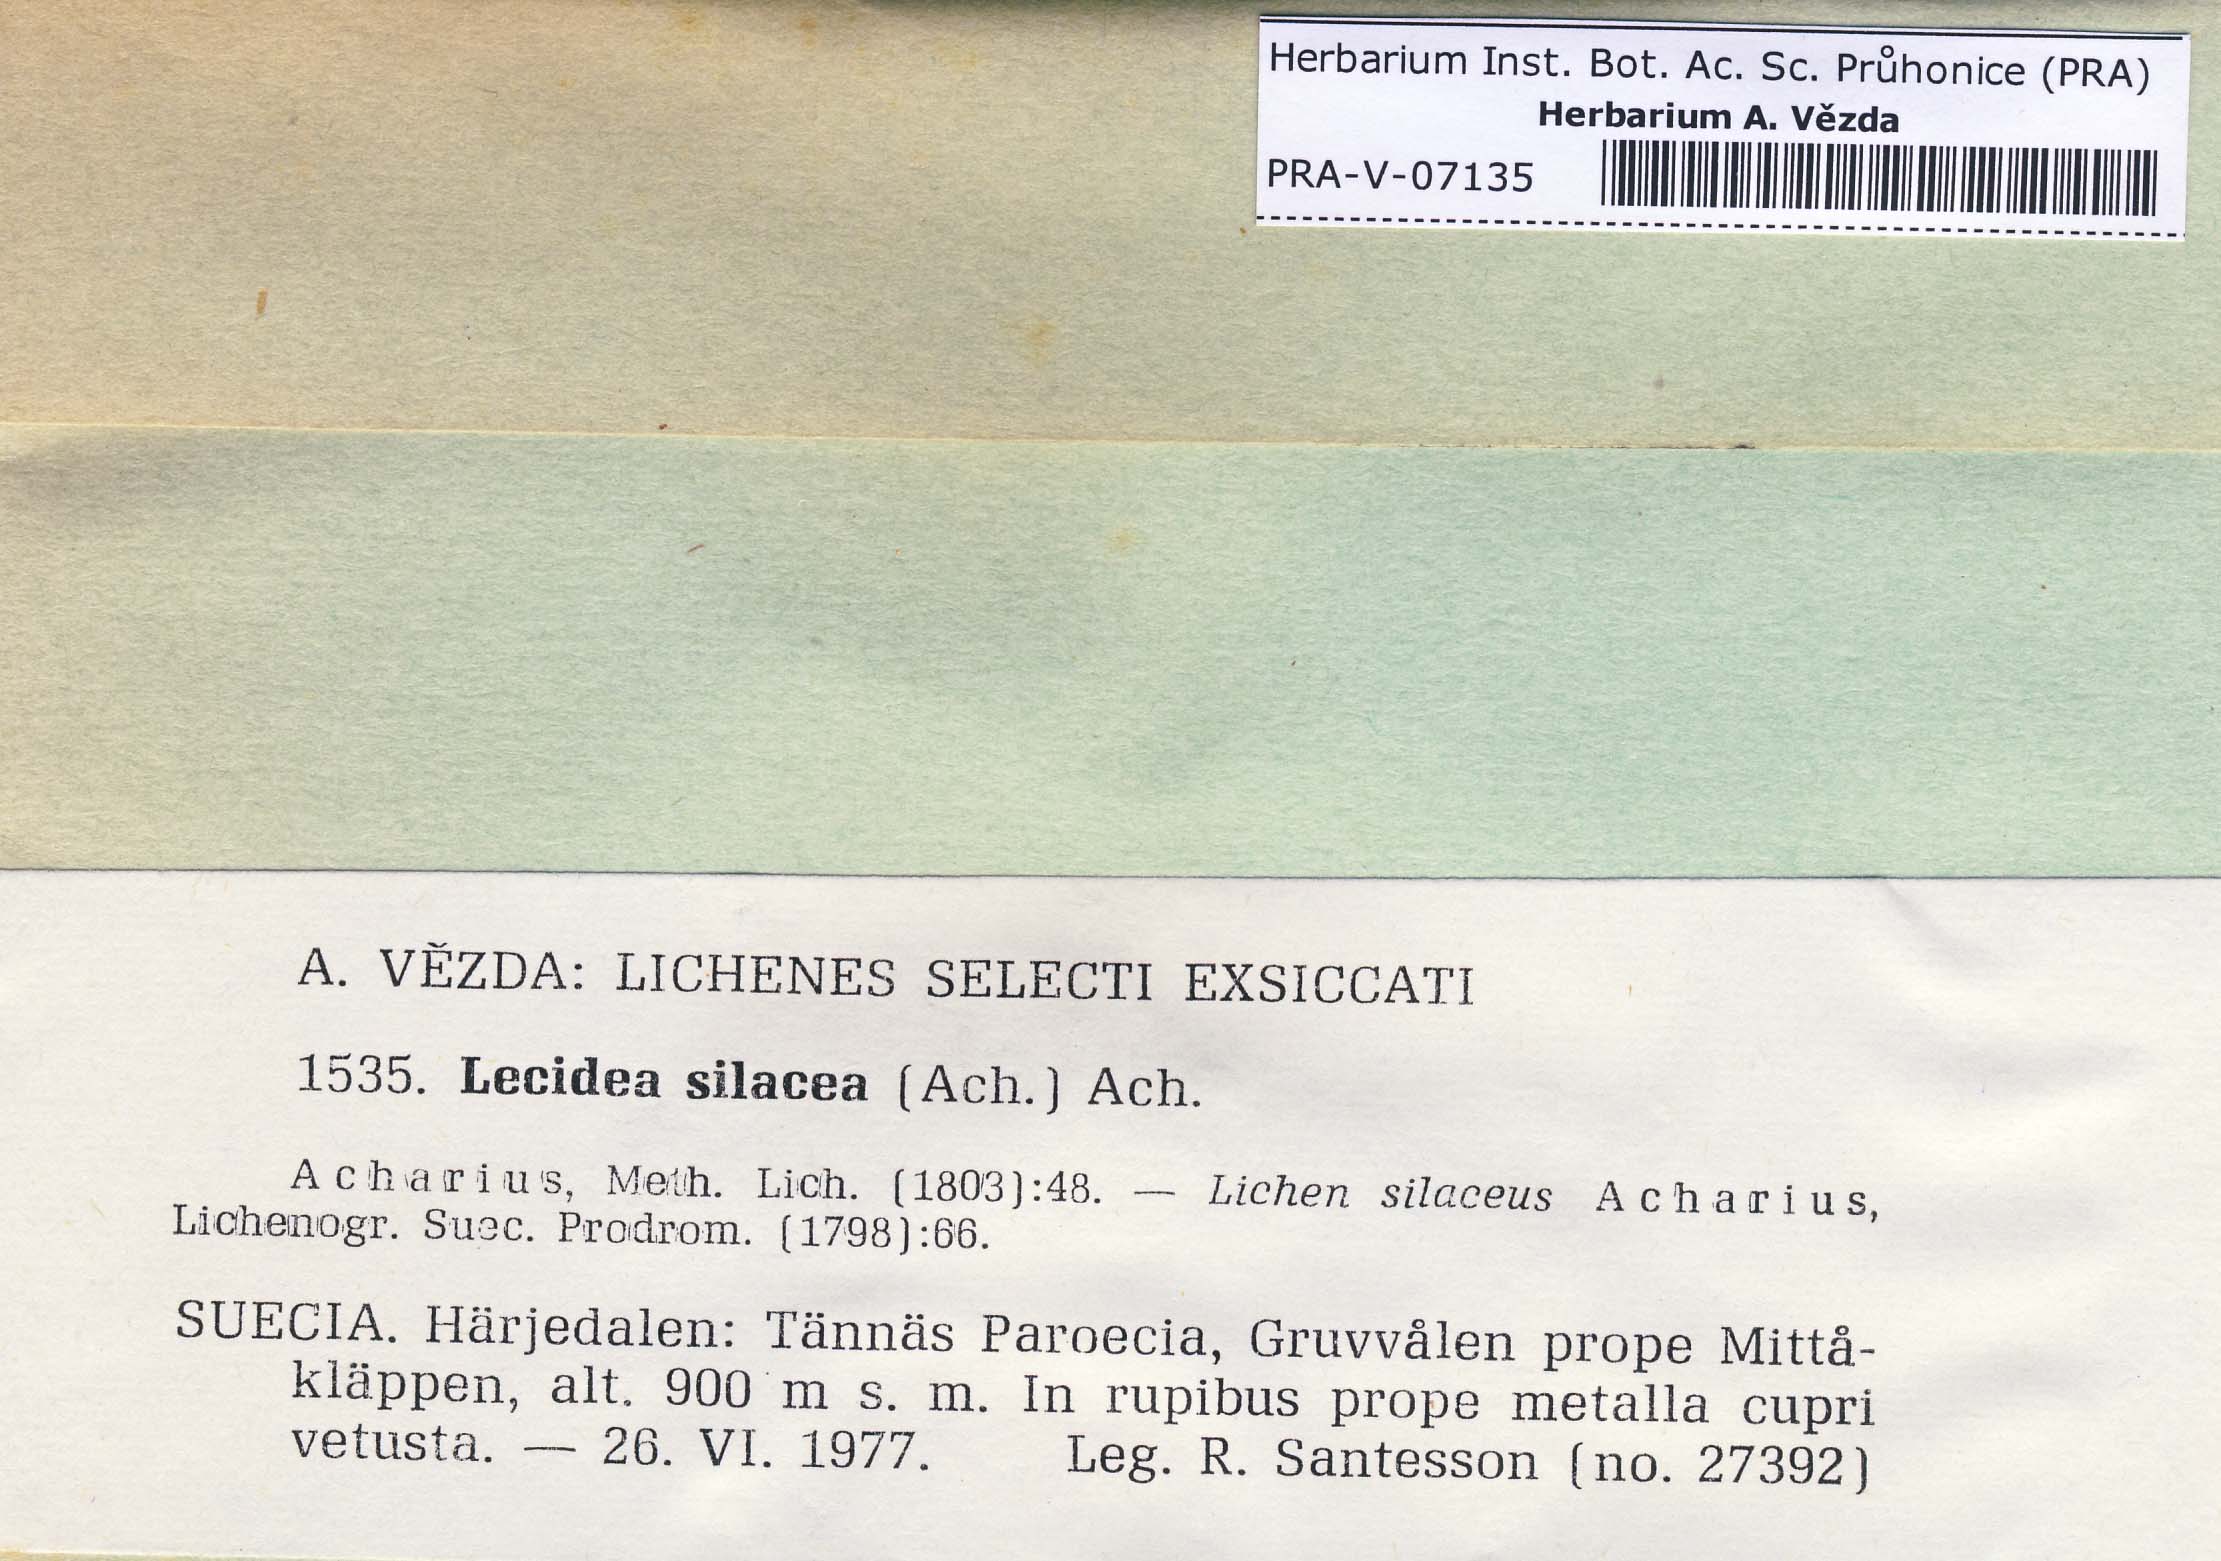 Herbarium Inst. Bot. Ac. Sc. Průhonice (PRA)
Herbarium A. Vězda
PRA-V-07135
A. VĚZDA: LICHENES SELECTI EXSICCATI
1535. Lecidea silacea (Ach.) Ach.
Acharius, Meth. Lich. (1803):48. — Lichen silaceus Acharius,
Lichenogr. Suec. Prodrom. (1798):66.
SUECIA. Härjedalen: Tännäs Paroecia, Gruvvålen prope Mittå-
kläppen, alt. 900 m s. m. In rupibus prope metalla cupri
vetusta. — 26. VI. 1977. Leg. R. Santesson (no. 27392)